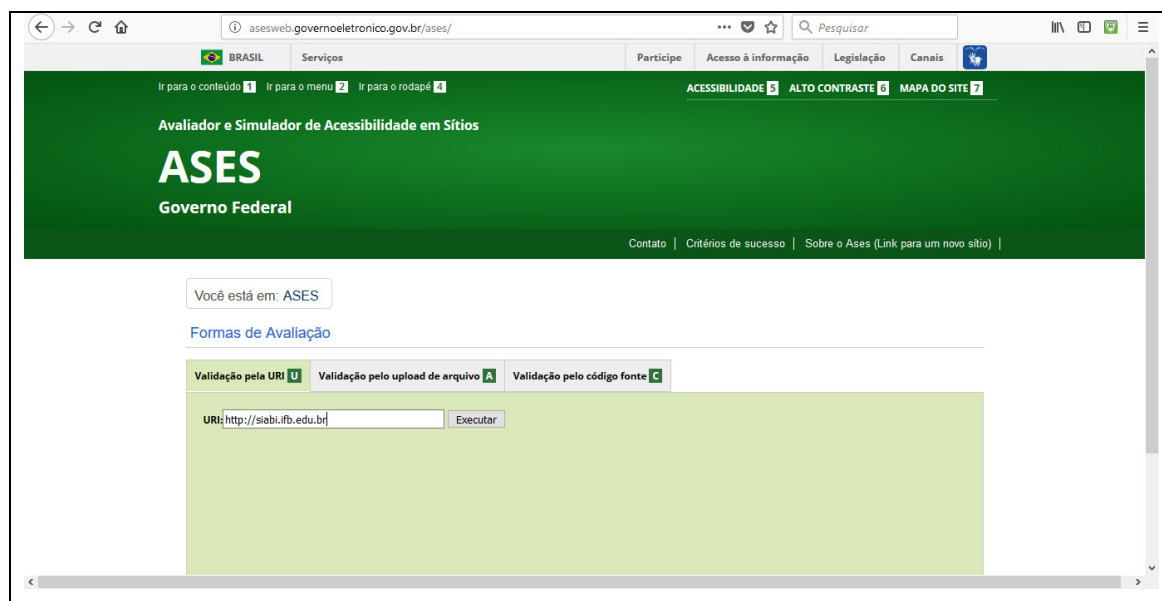 asesweb.governoeletronico.gov.br/ases/ Pesquisar
BRASIL Serviços Participe Acesso à informação Legislação Canais
Ir para o conteúdo 1 Ir para o menu 2 Ir para o rodapé 4 ACESSIBILIDADE 5 ALTO CONTRASTE 6 MAPA DO SITE 7
Avaliador e Simulador de Acessibilidade em Sítios
ASES
Governo Federal
Contato | Critérios de sucesso | Sobre o Ases (Link para um novo sítio) |
Você está em: ASES
Formas de Avaliação
Validação pela URI U Validação pelo upload de arquivo A Validação pelo código fonte C
URI: http://siabi.ifb.edu.br Executar